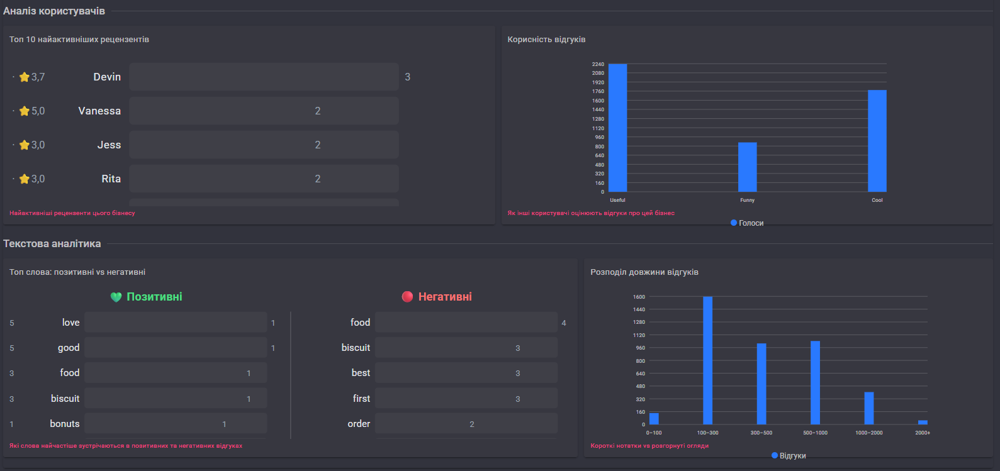 Аналіз користувачів
Топ 10 найактивніших рецензентів
· ⭐ 3,7 Devin 3
· ⭐ 5,0 Vanessa 2
· ⭐ 3,0 Jess 2
· ⭐ 3,0 Rita 2
Найактивніші рецензенти цього бізнесу
Корисність відгуків
2240
2080
1920
1760
1600
1440
1280
1120
960
800
640
480
320
160
0
Useful Funny Cool
Як інші користувачі оцінюють відгуки про цей бізнес
Голоси
Текстова аналітика
Топ слова: позитивні vs негативні
💚 Позитивні
5 love 1
5 good 1
3 food 1
3 biscuit 1
1 bonuts 1
🔴 Негативні
food 4
biscuit 3
best 3
first 3
order 2
Які слова найчастіше зустрічаються в позитивних та негативних відгуках
Розподіл довжини відгуків
1600
1440
1280
1120
960
800
640
480
320
160
0
0–100 100–300 300–500 500–1000 1000–2000 2000+
Короткі нотатки vs розгорнуті огляди
Відгуки